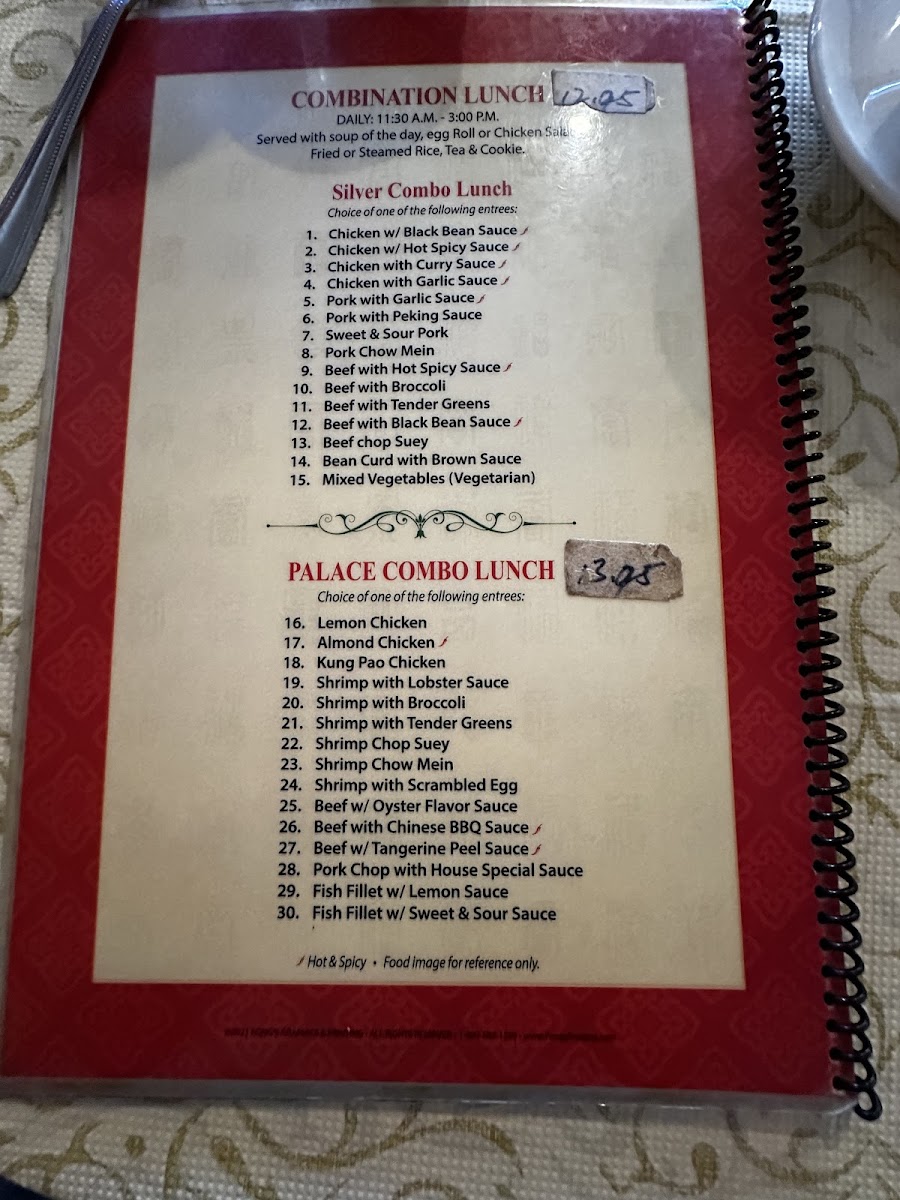 COMBINATION LUNCH 12.95
DAILY: 11:30 A.M. - 3:00 P.M.
Served with soup of the day, egg Roll or Chicken
Fried or Steamed Rice, Tea & Cookie.
Silver Combo Lunch
Choice of one of the following entrees:
1. Chicken w/ Black Bean Sauce
2. Chicken w/ Hot Spicy Sauce
3. Chicken with Curry Sauce
4. Chicken with Garlic Sauce
5. Pork with Garlic Sauce
6. Pork with Peking Sauce
7. Sweet & Sour Pork
8. Pork Chow Mein
9. Beef with Hot Spicy Sauce
10. Beef with Broccoli
11. Beef with Tender Greens
12. Beef with Black Bean Sauce
13. Beef chop Suey
14. Bean Curd with Brown Sauce
15. Mixed Vegetables (Vegetarian)
PALACE COMBO LUNCH 13.95
Choice of one of the following entrees:
16. Lemon Chicken
17. Almond Chicken
18. Kung Pao Chicken
19. Shrimp with Lobster Sauce
20. Shrimp with Broccoli
21. Shrimp with Tender Greens
22. Shrimp Chop Suey
23. Shrimp Chow Mein
24. Shrimp with Scrambled Egg
25. Beef w/ Oyster Flavor Sauce
26. Beef with Chinese BBQ Sauce
27. Beef w/ Tangerine Peel Sauce
28. Pork Chop with House Special Sauce
29. Fish Fillet w/ Lemon Sauce
30. Fish Fillet w/ Sweet & Sour Sauce
Hot & Spicy • Food image for reference only.